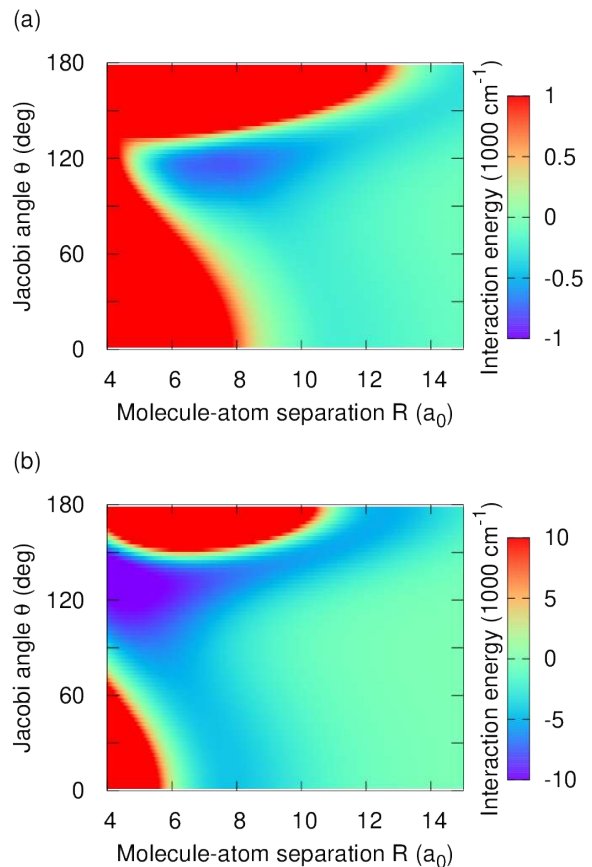 (a)
180
120
60
0
Jacobi angle θ (deg)
4 6 8 10 12 14
Molecule-atom separation R (a₀)
1
0.5
0
-0.5
-1
Interaction energy (1000 cm⁻¹)
(b)
180
120
60
0
Jacobi angle θ (deg)
4 6 8 10 12 14
Molecule-atom separation R (a₀)
10
5
0
-5
-10
Interaction energy (1000 cm⁻¹)